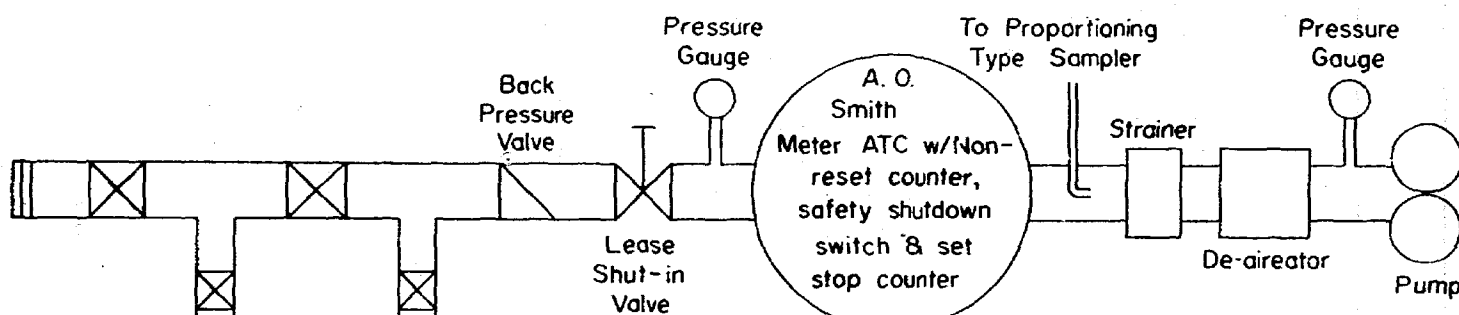 Pressure
Gauge
To Proportioning
Type Sampler
Pressure
Gauge
Back
Pressure
Valve
A. O.
Smith
Meter ATC w/Non-
reset counter,
safety shutdown
switch & set
stop counter
Strainer
Lease
Shut-in
Valve
De-aireator
Pump